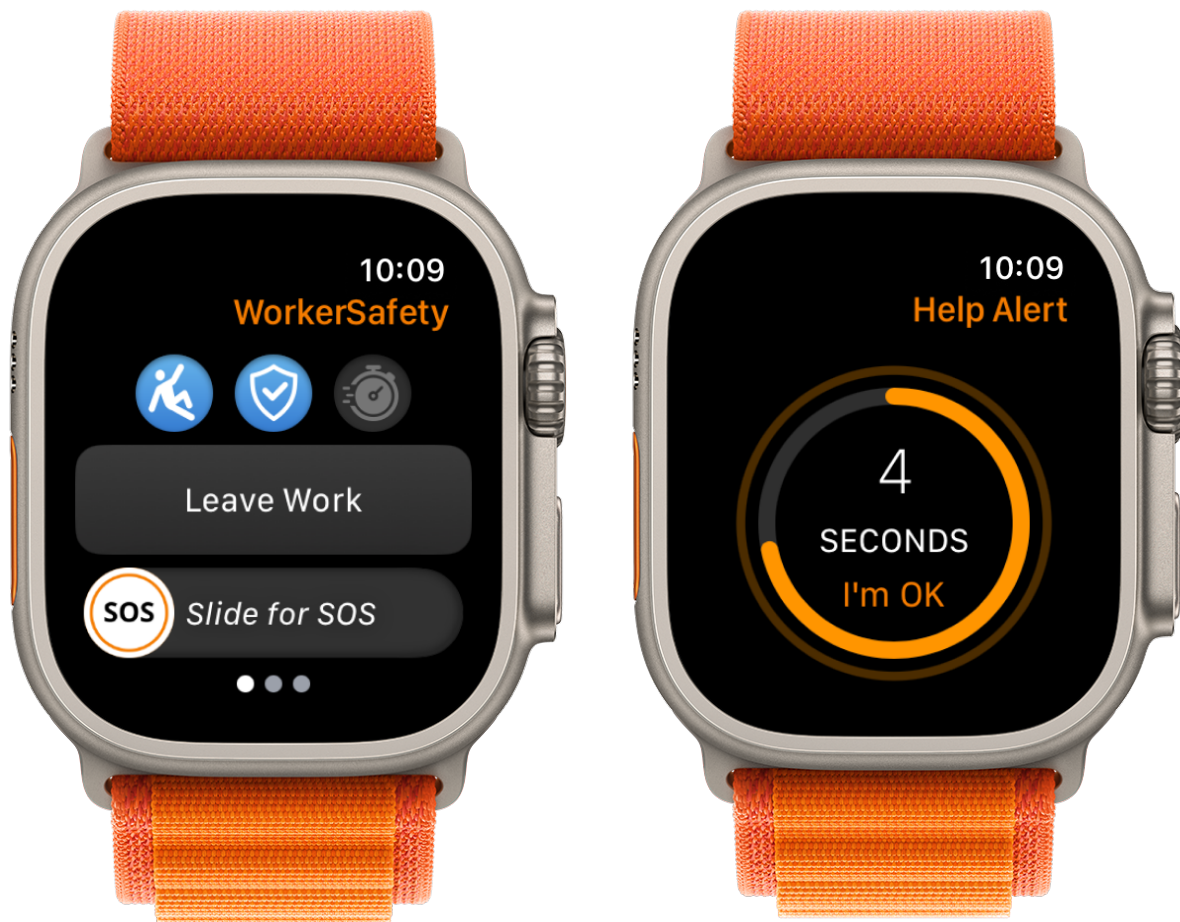 10:09
WorkerSafety
Leave Work
SOS
Slide for SOS
10:09
Help Alert
4
SECONDS
I'm OK